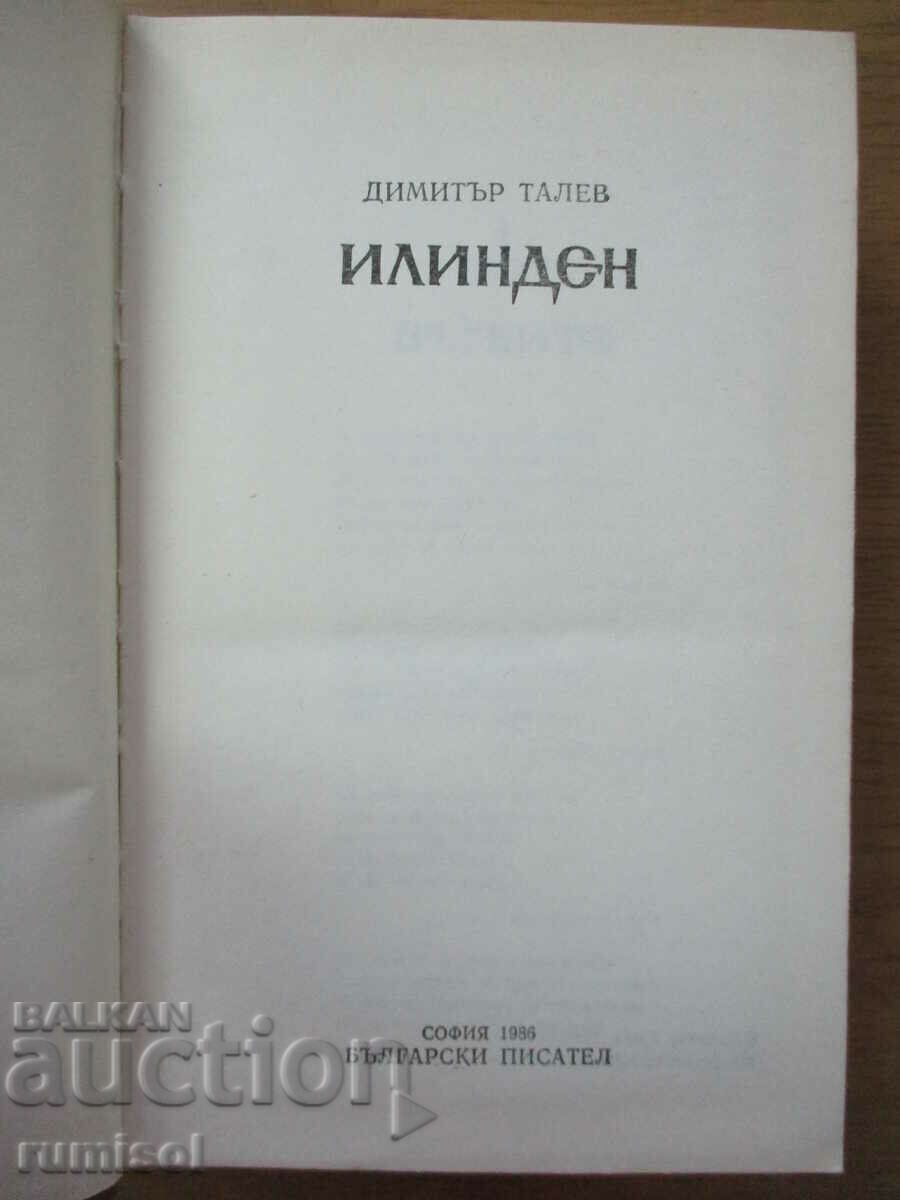 ДИМИТЪР ТАЛЕВ
ИЛИНДЕН
СОФИЯ 1986
БЪЛГАРСКИ ПИСАТЕЛ
BALKAN
auction
rumisol